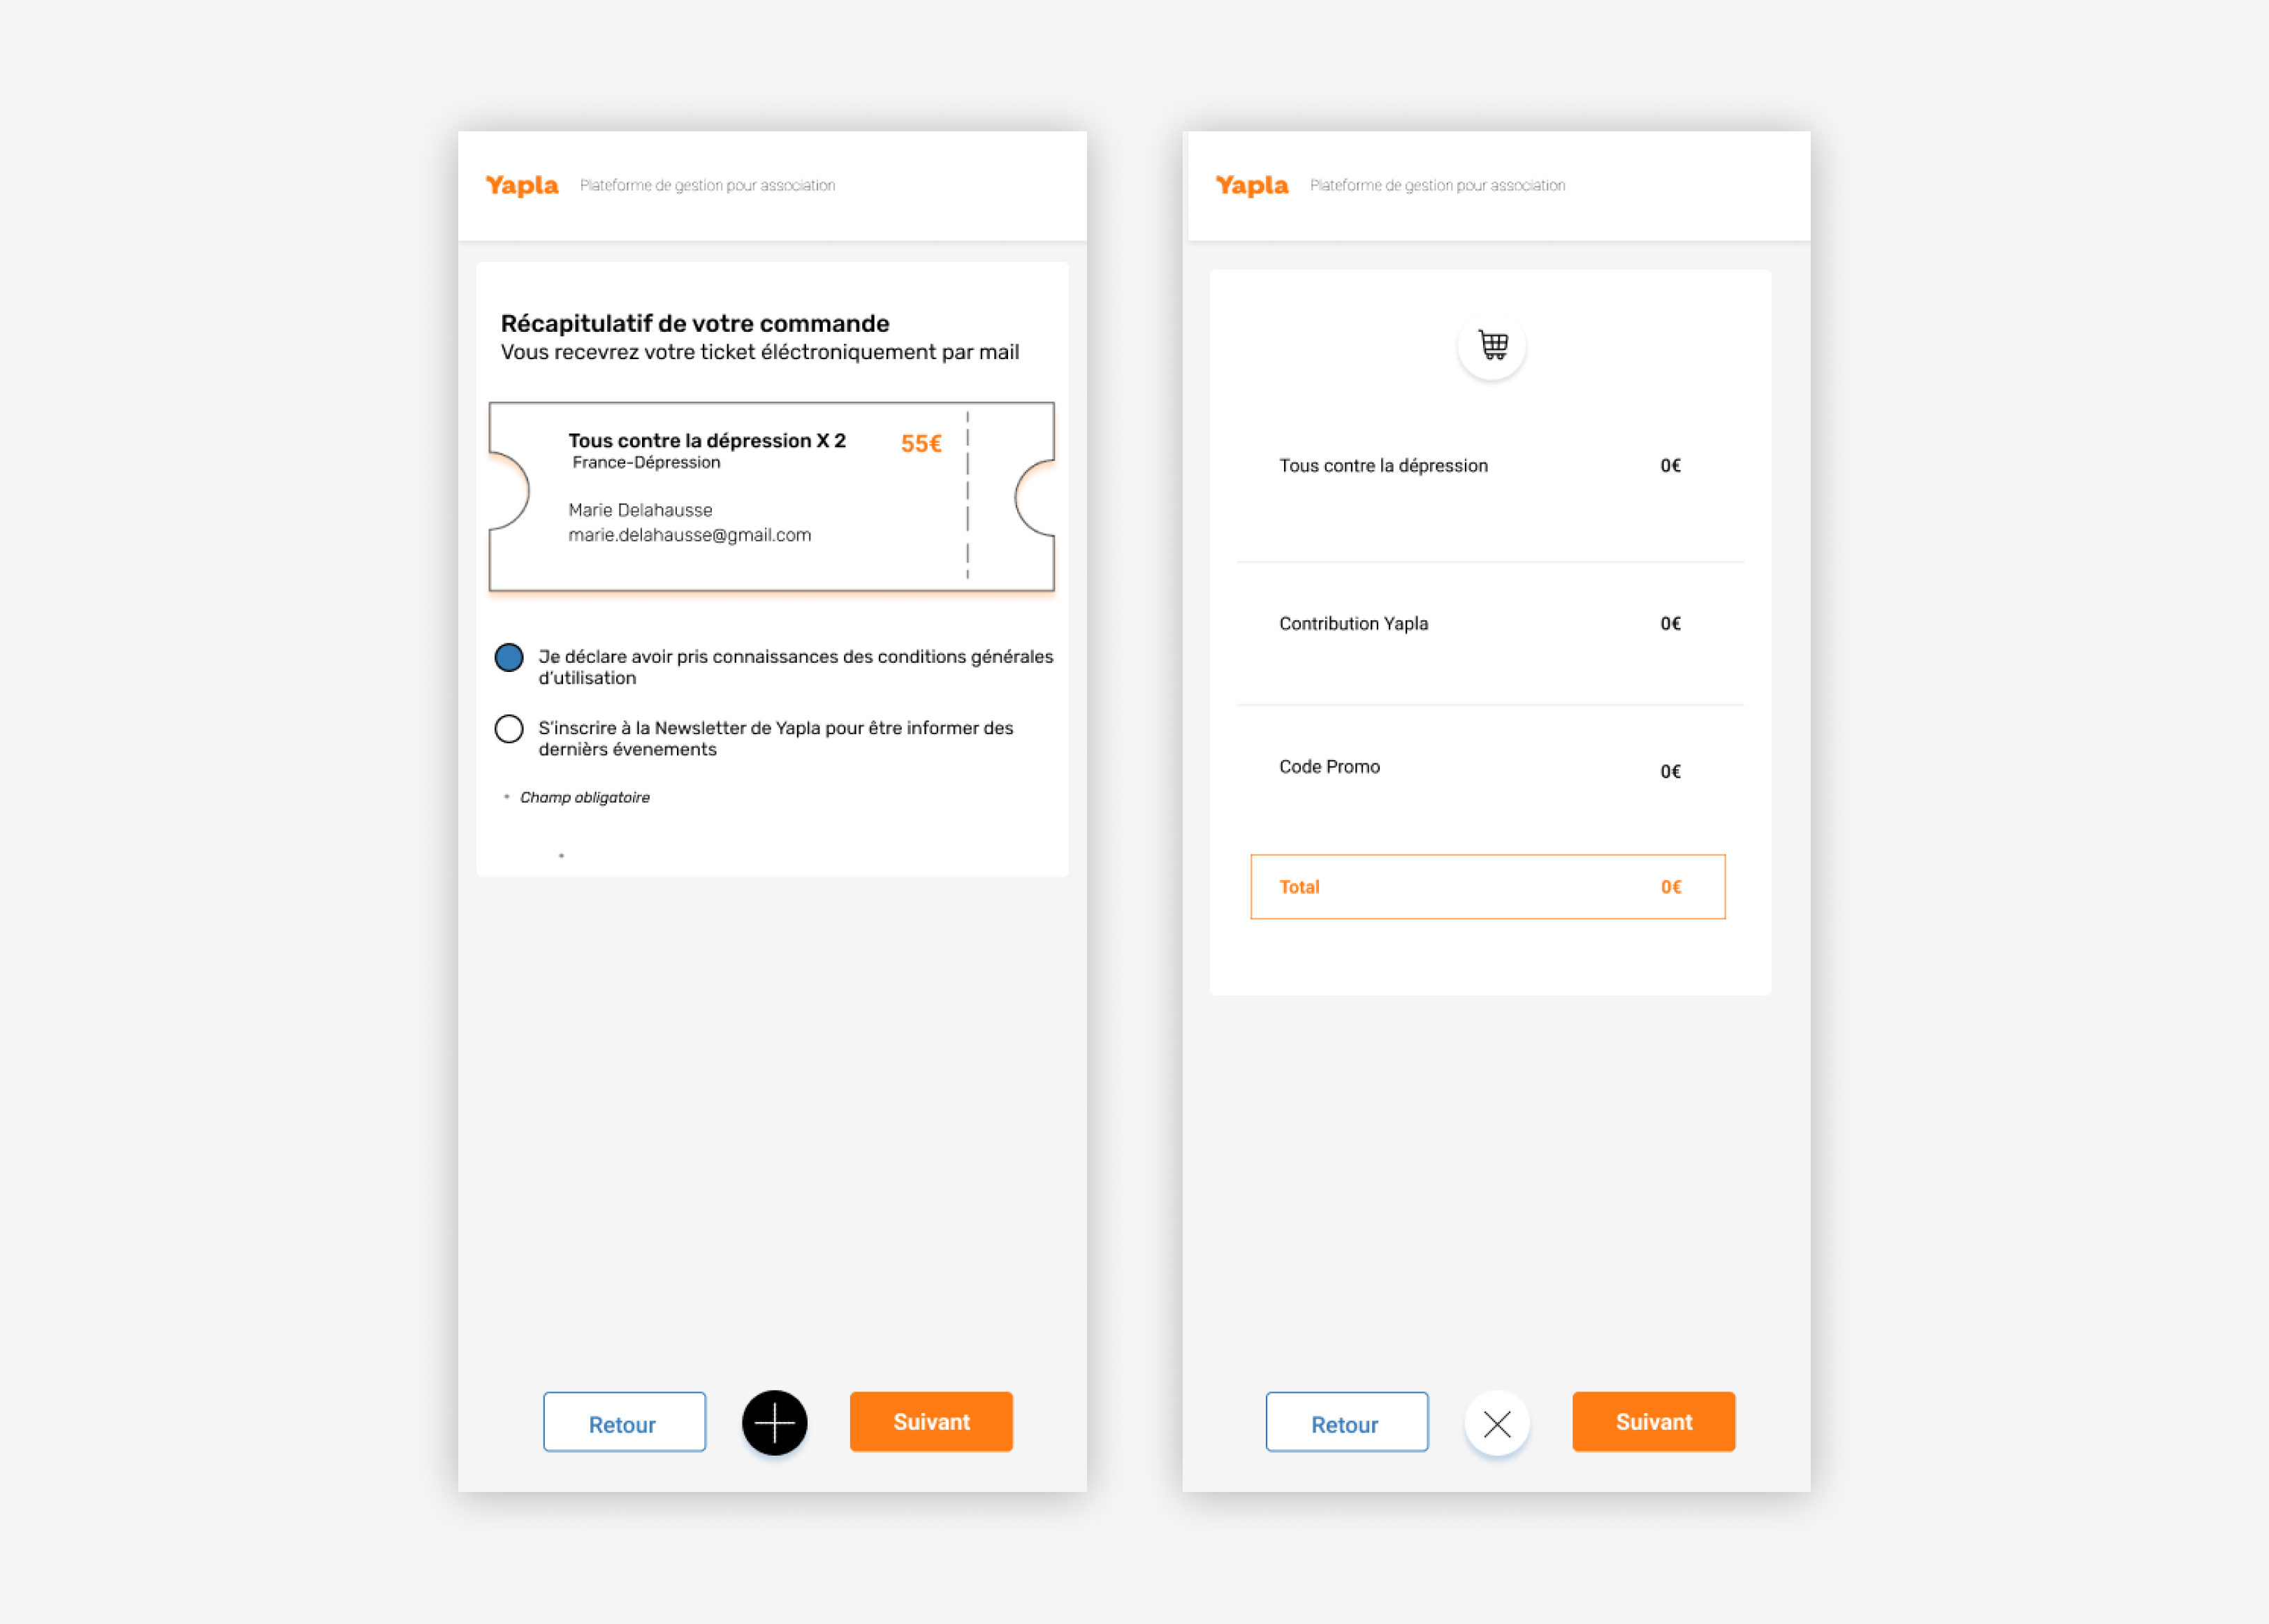 Yapla Plateforme de gestion pour association
Récapitulatif de votre commande
Vous recevrez votre ticket éléctroniquement par mail
Tous contre la dépression X 2 55€
France-Dépression
Marie Delahausse
marie.delahausse@gmail.com
Je déclare avoir pris connaissances des conditions générales
d'utilisation
S'inscrire à la Newsletter de Yapla pour être informer des
dernièrs évenements
* Champ obligatoire
*
Retour Suivant
Yapla Plateforme de gestion pour association
Tous contre la dépression 0€
Contribution Yapla 0€
Code Promo 0€
Total 0€
Retour Suivant